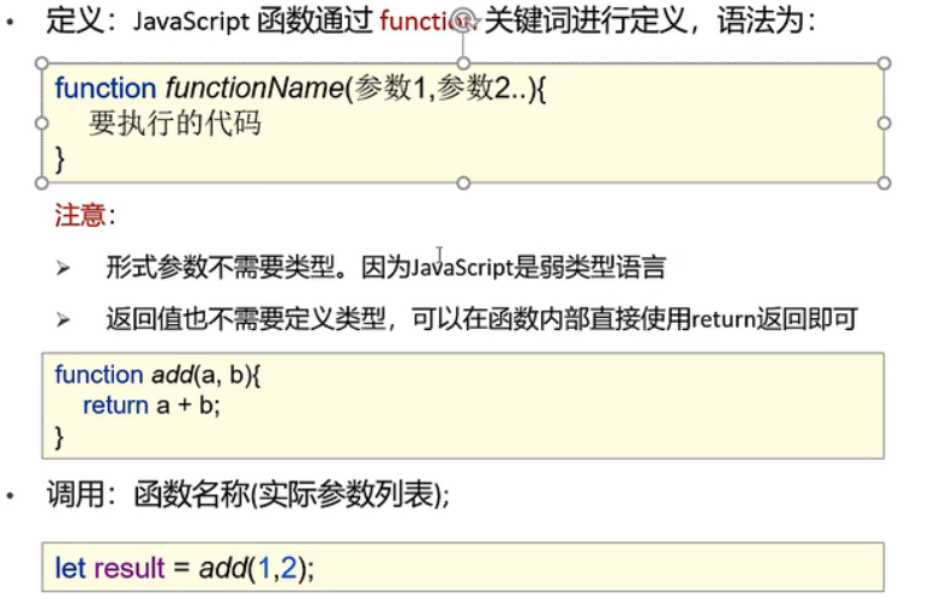 • 定义：JavaScript 函数通过 function 关键词进行定义，语法为：
function functionName(参数1,参数2..){
要执行的代码
}
注意：
➢ 形式参数不需要类型。因为JavaScript是弱类型语言
➢ 返回值也不需要定义类型，可以在函数内部直接使用return返回即可
function add(a, b){
return a + b;
}
• 调用：函数名称(实际参数列表);
let result = add(1,2);